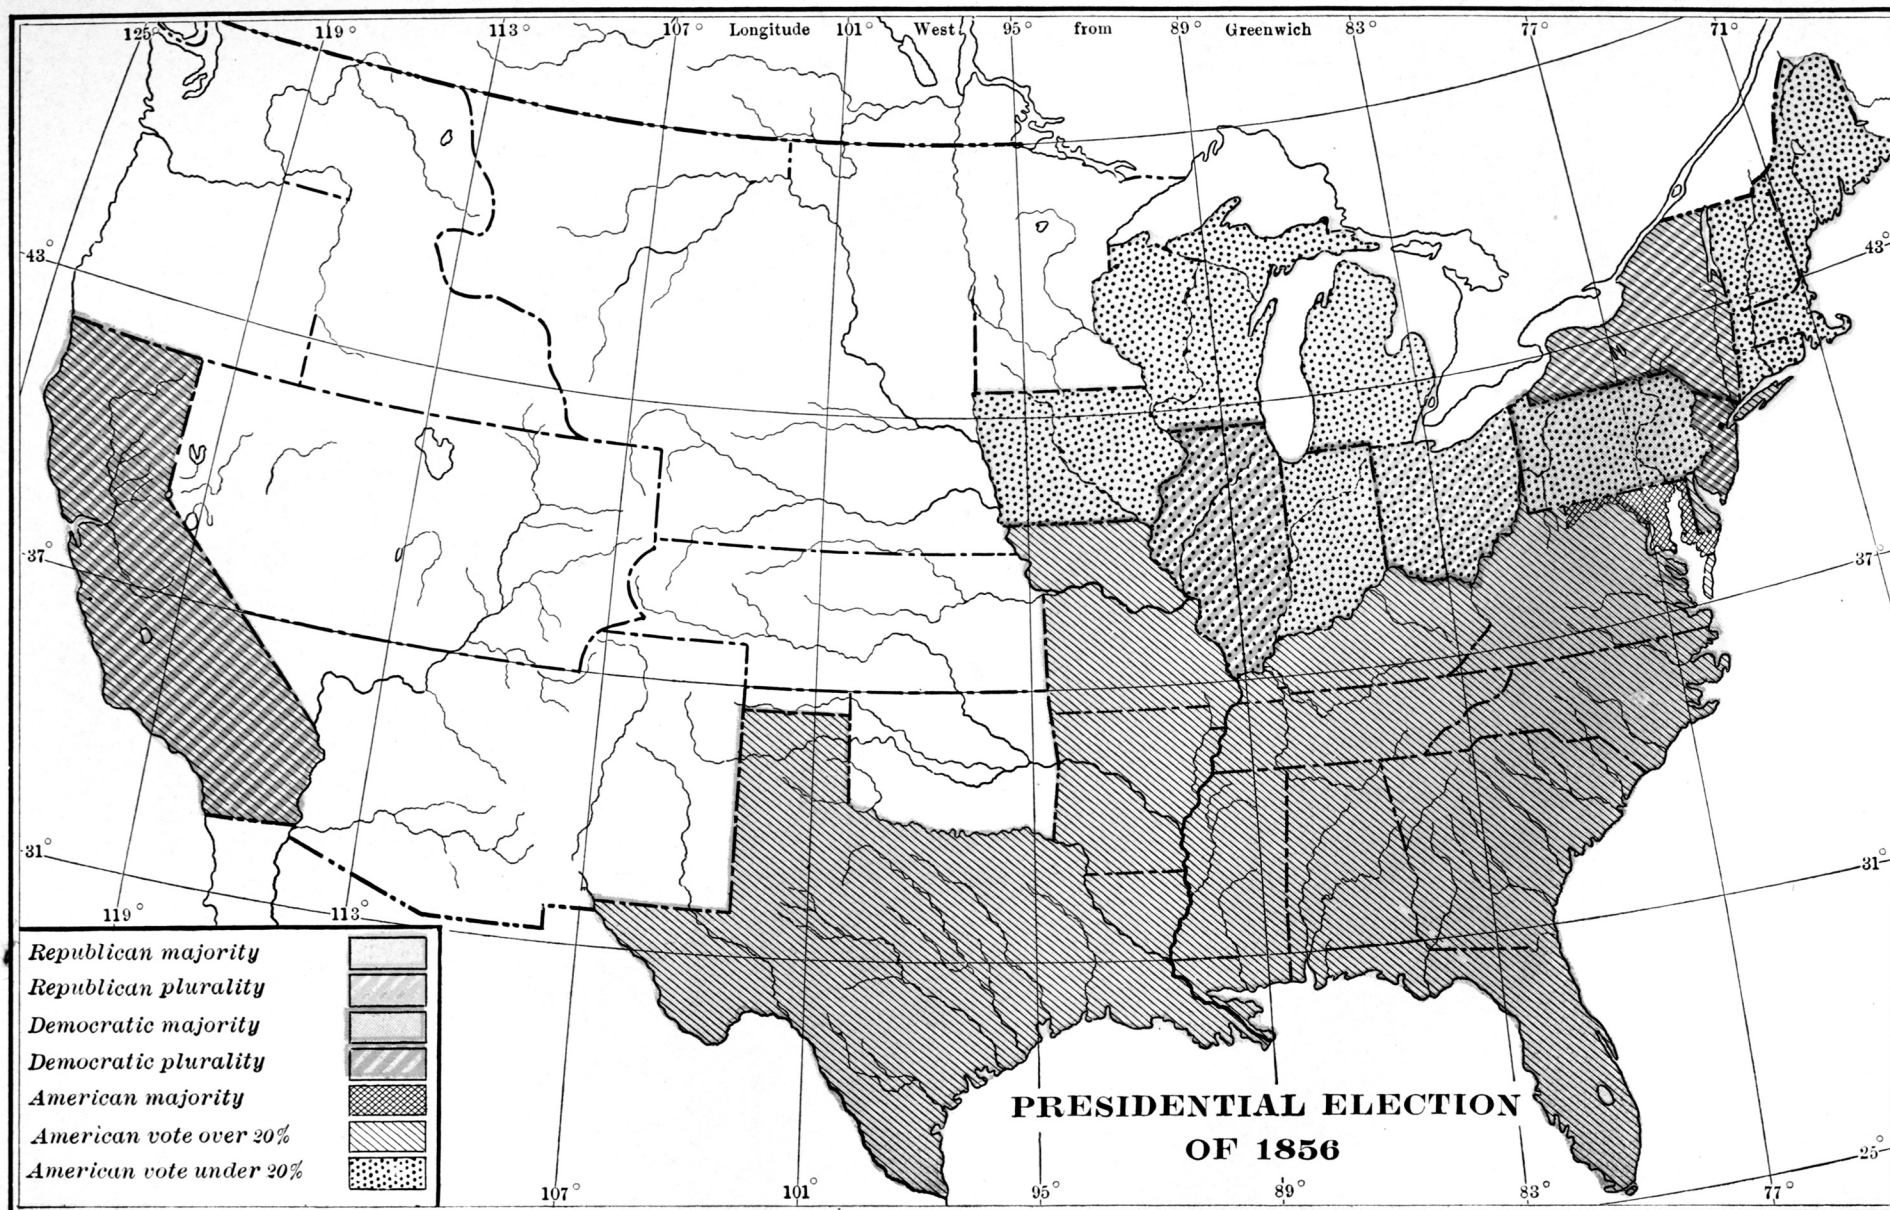 125° 119° 113° 107° Longitude 101° West 95° from 89° Greenwich 83° 77° 71°
43° 43°
37° 37°
31° 31°
119° 113°
Republican majority
Republican plurality
Democratic majority
Democratic plurality
American majority
American vote over 20%
American vote under 20%
PRESIDENTIAL ELECTION
OF 1856
25°
107° 101° 95° 89° 83° 77°